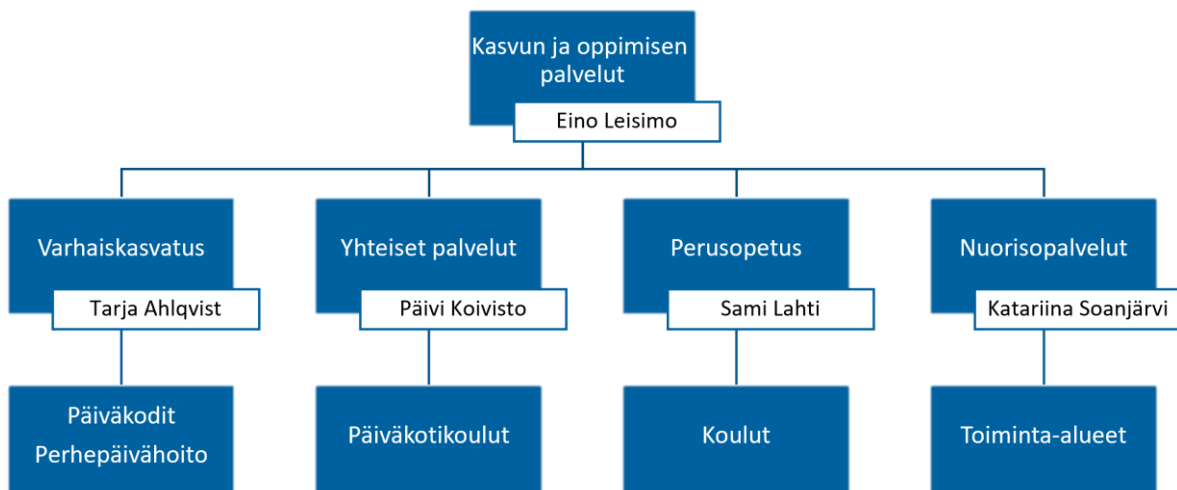 Kasvun ja oppimisen
palvelut
Eino Leisimo
Varhaiskasvatus
Tarja Ahlqvist
Yhteiset palvelut
Päivi Koivisto
Perusopetus
Sami Lahti
Nuorisopalvelut
Katariina Soanjärvi
Päiväkodit
Perhepäivähoito
Päiväkotikoulut
Koulut
Toiminta-alueet